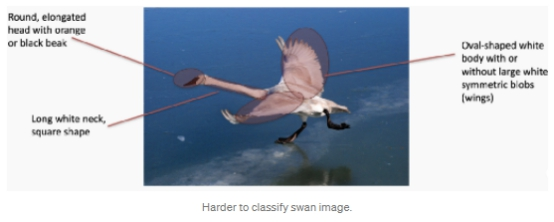 Round, elongated
head with orange
or black beak
Oval-shaped white
body with or
without large white
symmetric blobs
(wings)
Long white neck,
square shape
Harder to classify swan image.